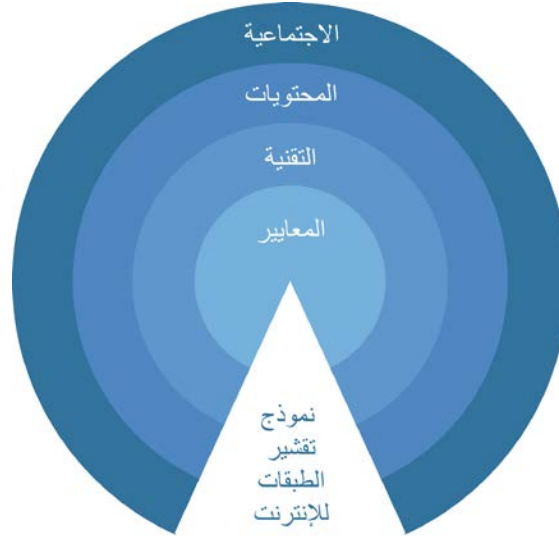 الاجتماعية
المحتويات
التقنية
المعايير
نموذج
تقشير
الطبقات
للإنترنت